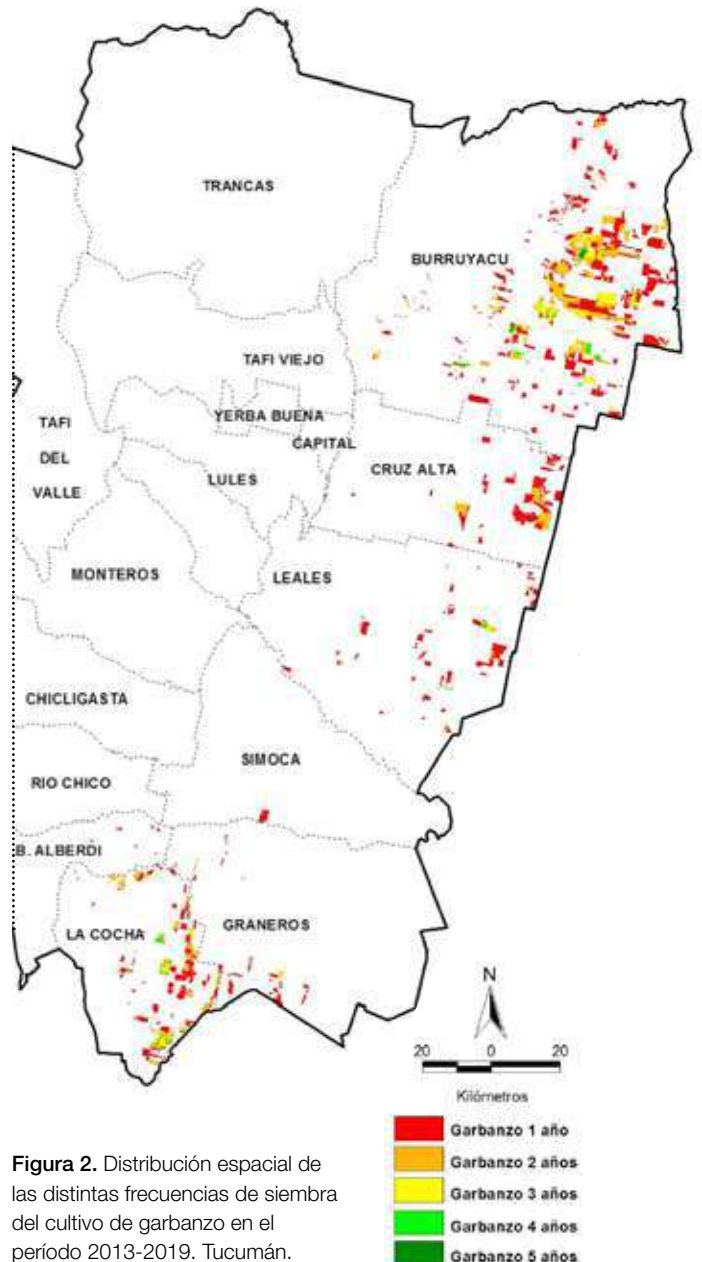 TRANCAS
BURRUYACU
TAFI VIEJO
YERBA BUENA
CAPITAL
TAFI
DEL
VALLE
LULES
CRUZ ALTA
MONTEROS
LEALES
CHICLIGASTA
SIMOCA
RIO CHICO
B. ALBERDI
LA COCHA
GRANEROS
N
20 0 20
Kilómetros
Garbanzo 1 año
Garbanzo 2 años
Garbanzo 3 años
Garbanzo 4 años
Garbanzo 5 años
Figura 2. Distribución espacial de
las distintas frecuencias de siembra
del cultivo de garbanzo en el
período 2013-2019. Tucumán.